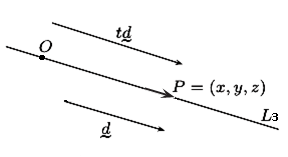 td
O
P = (x, y, z)
L3
d